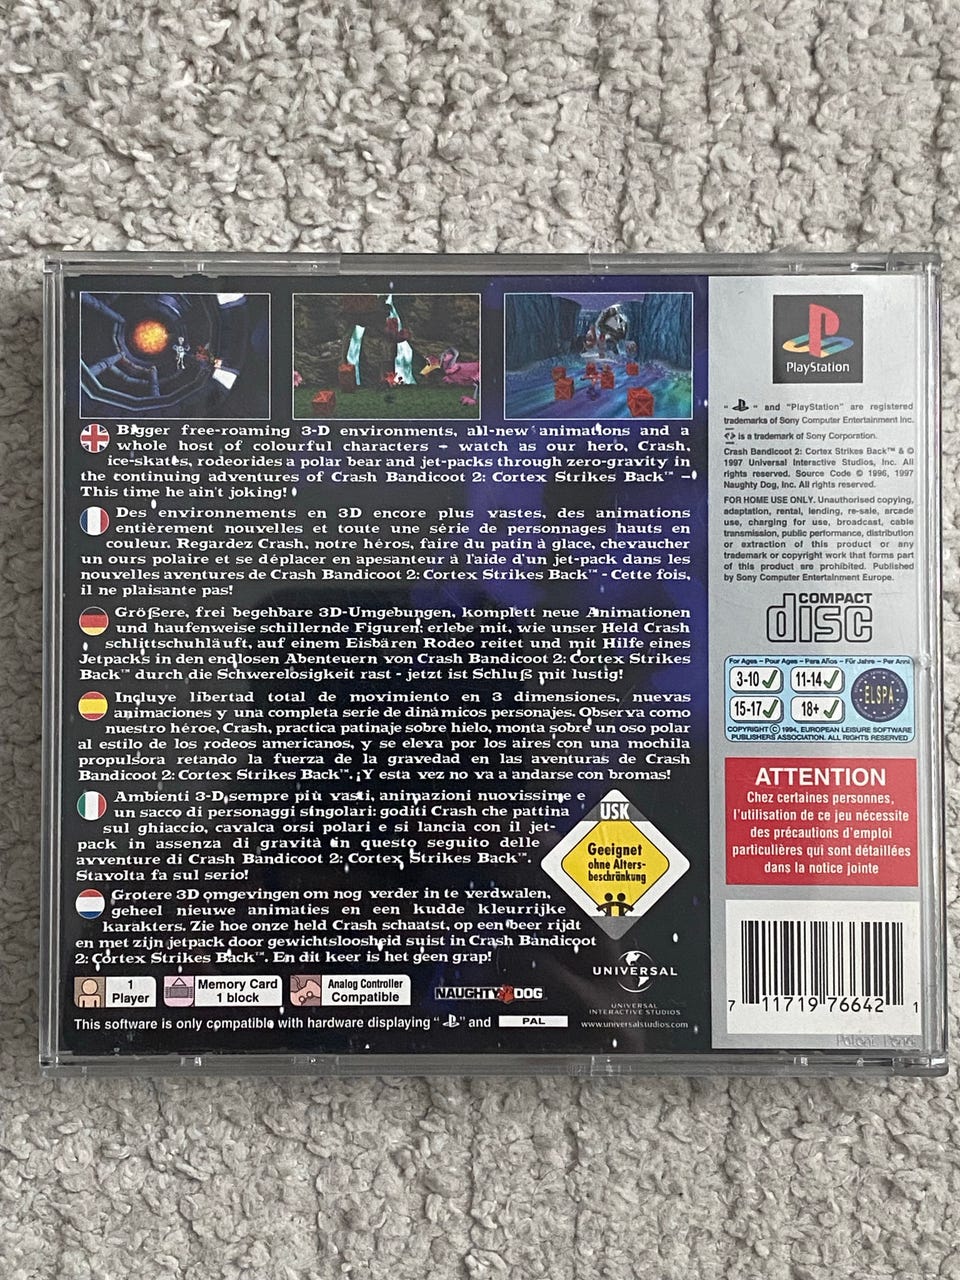 Bigger free-roaming 3-D environments, all-new animations and a
whole host of colourful characters - watch as our hero, Crash,
ice-skates, rodeorides a polar bear and jet-packs through zero-gravity in
the continuing adventures of Crash Bandicoot 2: Cortex Strikes Back™ -
This time he ain't joking!
Des environnements en 3D encore plus vastes, des animations
entièrement nouvelles et toute une série de personnages hauts en
couleur. Regardez Crash, notre héros, faire du patin à glace, chevaucher
un ours polaire et se déplacer en apesanteur à l'aide d'un jet-pack dans les
nouvelles aventures de Crash Bandicoot 2: Cortex Strikes Back™ - Cette fois,
il ne plaisante pas!
Größere, frei begehbare 3D-Umgebungen, komplett neue Animationen
und haufenweise schillernde Figuren: erlebe mit, wie unser Held Crash
schlittschuhläuft, auf einem Eisbären Rodeo reitet und mit Hilfe eines
Jetpacks in den endlosen Abenteuern von Crash Bandicoot 2: Cortex Strikes
Back™ durch die Schwerelosigkeit rast - jetzt ist Schluß mit lustig!
Incluye libertad total de movimiento en 3 dimensiones, nuevas
animaciones y una completa serie de dinámicos personajes. Observa como
nuestro héroe, Crash, practica patinaje sobre hielo, monta sobre un oso polar
al estilo de los rodeos americanos, y se eleva por los aires con una mochila
propulsora retando la fuerza de la gravedad en las aventuras de Crash
Bandicoot 2: Cortex Strikes Back™. ¡Y esta vez no va a andarse con bromas!
Ambienti 3-D sempre più vasti, animazioni nuovissime e
un sacco di personaggi singolari: goditi Crash che pattina
sul ghiaccio, cavalca orsi polari e si lancia con il jet-
pack in assenza di gravità in questo seguito delle
avventure di Crash Bandicoot 2: Cortex Strikes Back™.
Stavolta fa sul serio!
Grotere 3D omgevingen om nog verder in te verdwalen,
geheel nieuwe animaties en een kudde kleurrijke
karakters. Zie hoe onze held Crash schaatst, op een beer rijdt
en met zijn jetpack door gewichtsloosheid suist in Crash Bandicoot
2: Cortex Strikes Back™. En dit keer is het geen grap!
USK
Geeignet
ohne Alters-
beschränkung
1
Player
Memory Card
1 block
Analog Controller
Compatible
NAUGHTY DOG
UNIVERSAL
UNIVERSAL
INTERACTIVE STUDIOS
www.universalstudios.com
This software is only compatible with hardware displaying " " and PAL
PlayStation
" " and "PlayStation" are registered
trademarks of Sony Computer Entertainment Inc.
is a trademark of Sony Corporation.
Crash Bandicoot 2: Cortex Strikes Back™ & ©
1997 Universal Interactive Studios, Inc. All
rights reserved. Source Code © 1996, 1997
Naughty Dog, Inc. All rights reserved.
FOR HOME USE ONLY. Unauthorised copying,
adaptation, rental, lending, re-sale, arcade
use, charging for use, broadcast, cable
transmission, public performance, distribution
or extraction of this product or any
trademark or copyright work that forms part
of this product are prohibited. Published
by Sony Computer Entertainment Europe.
COMPACT
disc
For Ages – Pour Ages – Para Años – Für Jahre – Per Anni
3-10
11-14
15-17
18+
ELSPA
COPYRIGHT © 1994, EUROPEAN LEISURE SOFTWARE
PUBLISHERS ASSOCIATION. ALL RIGHTS RESERVED
ATTENTION
Chez certaines personnes,
l'utilisation de ce jeu nécessite
des précautions d'emploi
particulières qui sont détaillées
dans la notice jointe
7 11719 76642 1